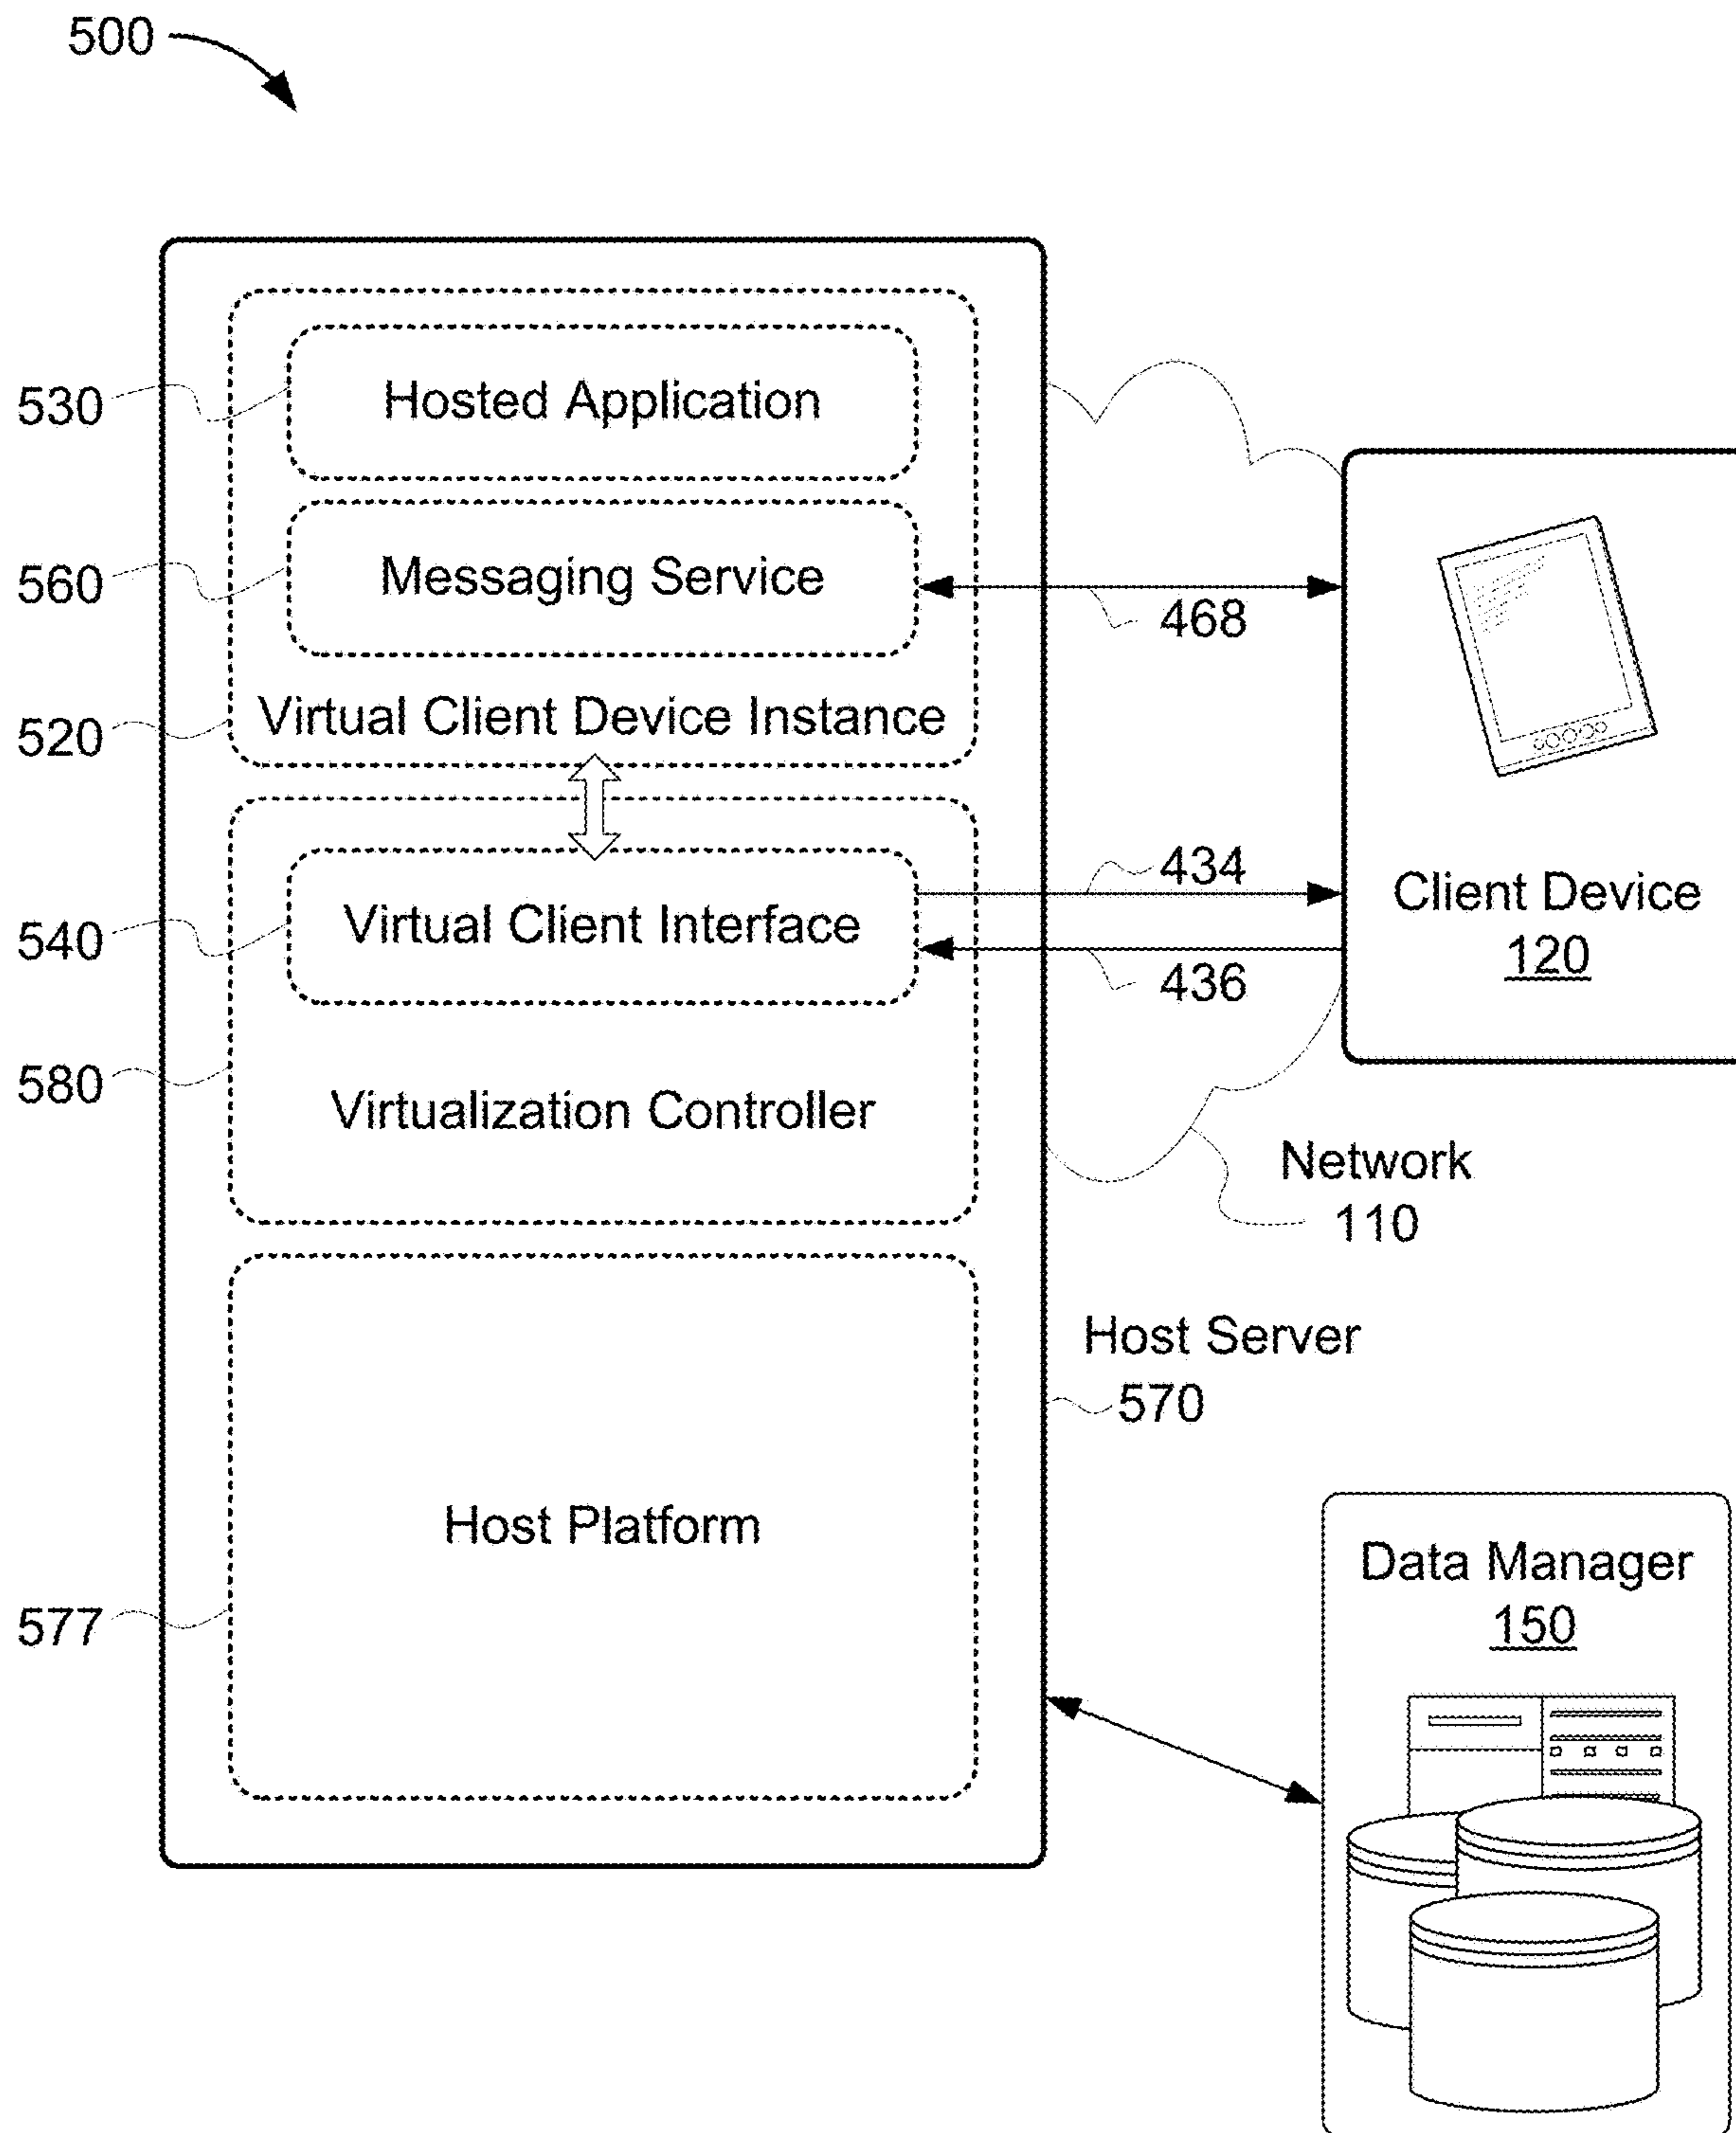 500
530
Hosted Application
560
Messaging Service
468
520
Virtual Client Device Instance
434
Client Device
120
540
Virtual Client Interface
436
580
Virtualization Controller
Network
110
Host Server
570
Host Platform
577
Data Manager
150